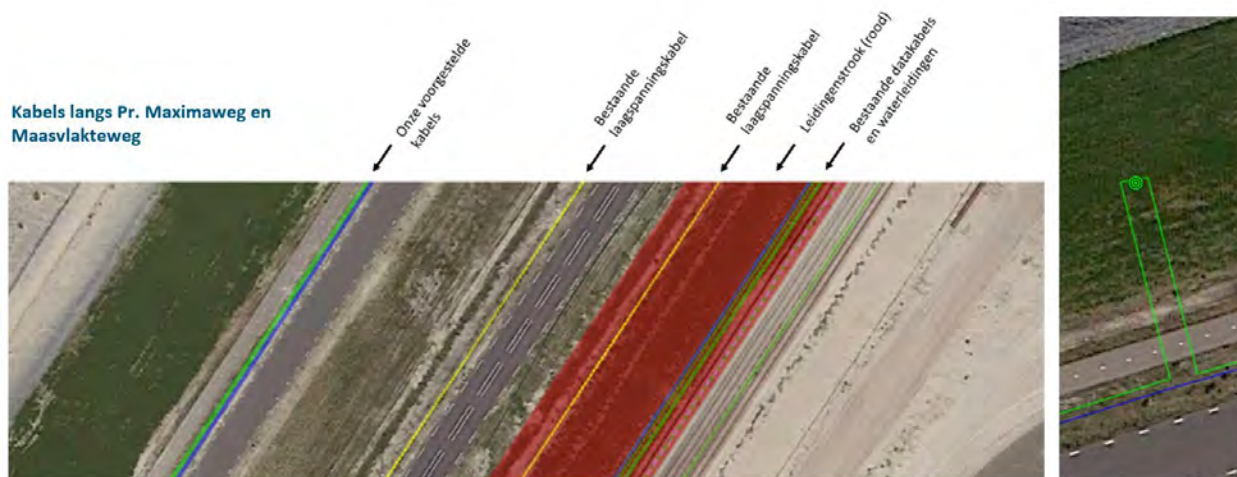 Kabels langs Pr. Maximaweg en
Maasvlakteweg
Onze voorgestelde
kabels
Bestaande
laagspanningskabel
Bestaande
laagspanningskabel
Leidingenstrook (rood)
Bestaande datakabels
en waterleidingen